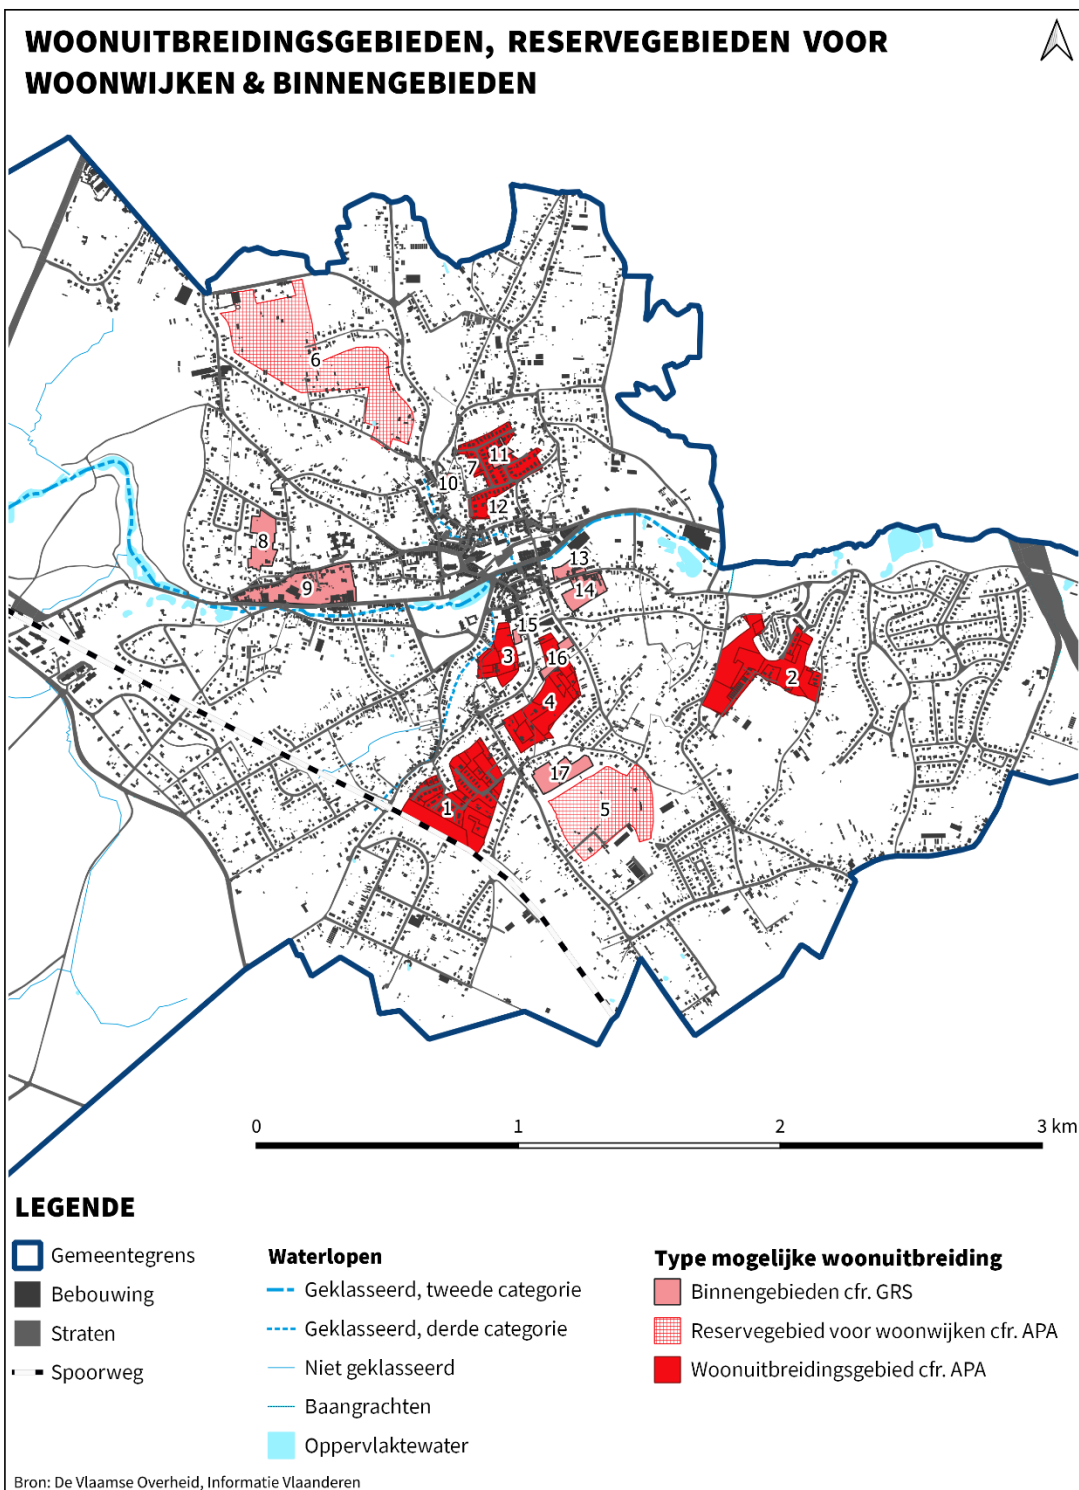 WOONUITBREIDINGSGEBIEDEN, RESERVEGEBIEDEN VOOR
WOONWIJKEN & BINNENGEBIEDEN
6
11
7
10
12
8
13
9
14
15
3
16
2
4
17
1
5
0 1 2 3 km
LEGENDE
Gemeentegrens
Bebouwing
Straten
Spoorweg
Waterlopen
Geklasseerd, tweede categorie
Geklasseerd, derde categorie
Niet geklasseerd
Baangrachten
Oppervlaktewater
Type mogelijke woonuitbreiding
Binnengebieden cfr. GRS
Reservegebied voor woonwijken cfr. APA
Woonuitbreidingsgebied cfr. APA
Bron: De Vlaamse Overheid, Informatie Vlaanderen